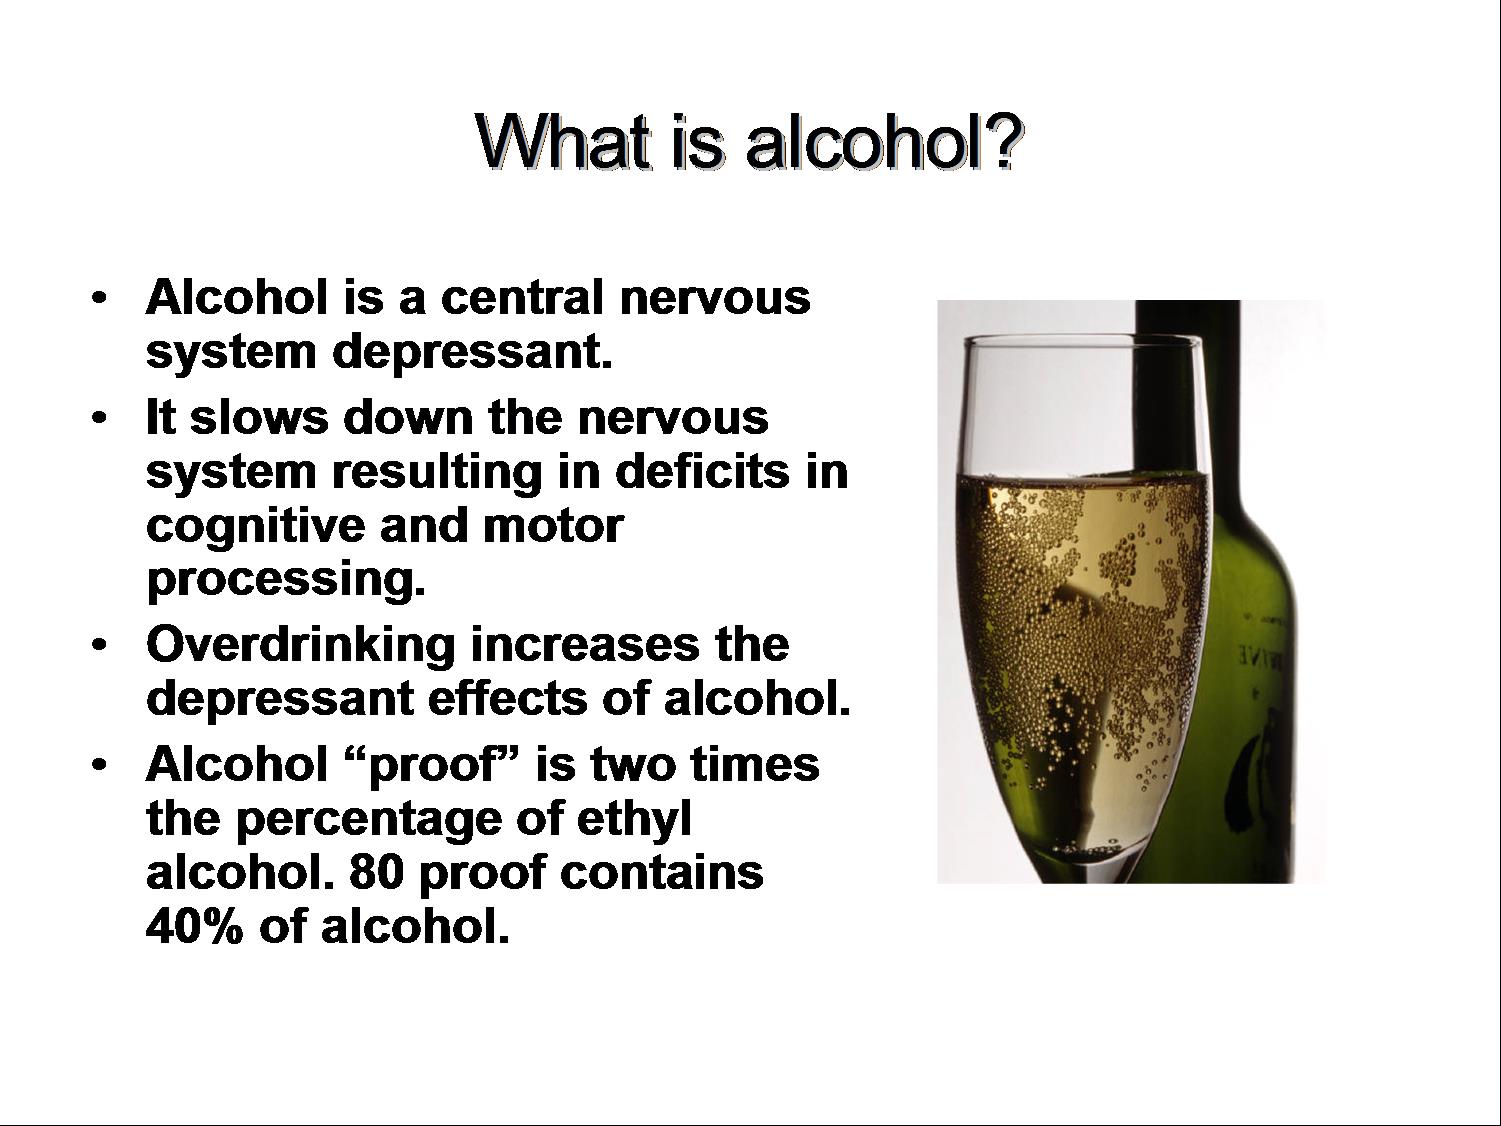 What is alcohol?
• Alcohol is a central nervous
system depressant.
• It slows down the nervous
system resulting in deficits in
cognitive and motor
processing.
• Overdrinking increases the
depressant effects of alcohol.
• Alcohol “proof” is two times
the percentage of ethyl
alcohol. 80 proof contains
40% of alcohol.